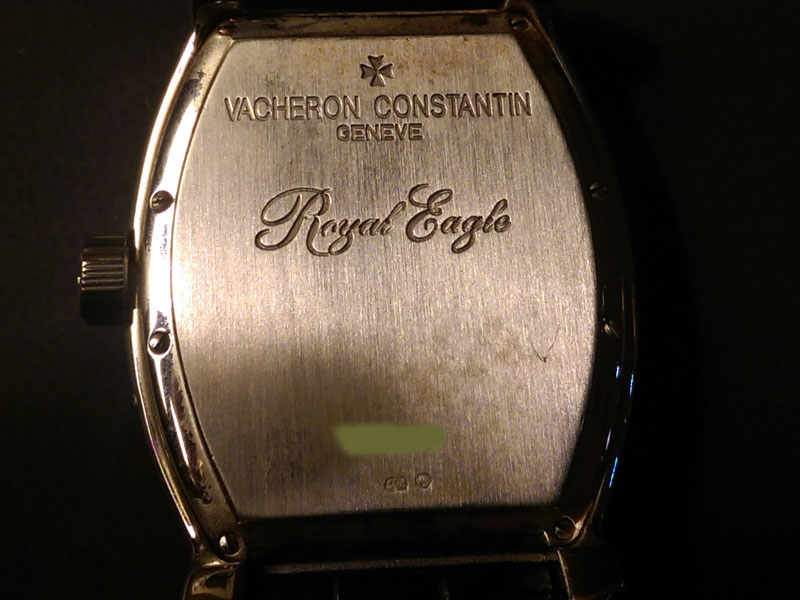 VACHERON CONSTANTIN
GENEVE
Royal Eagle